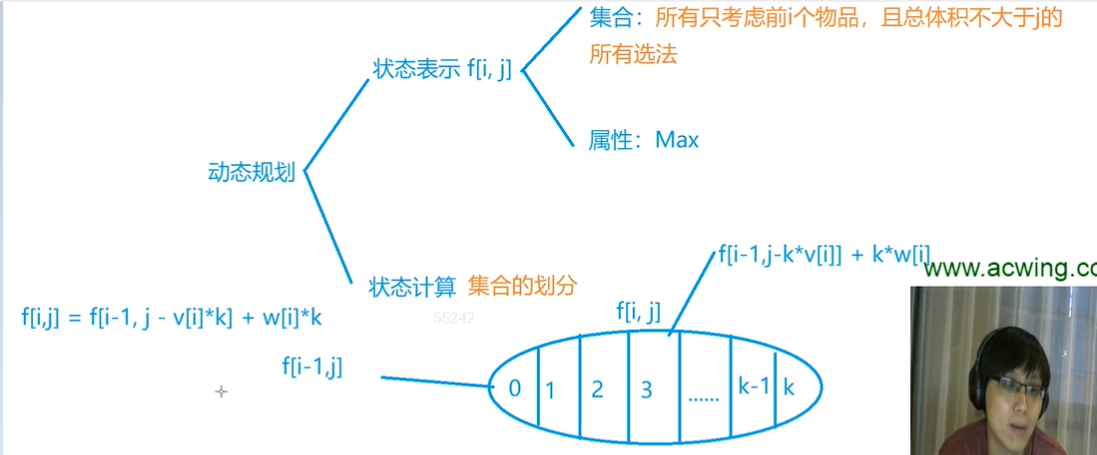 集合：所有只考虑前i个物品，且总体积不大于j的
所有选法
状态表示 f[i, j]
属性：Max
动态规划
f[i-1,j-k*v[i]] + k*w[i]
www.acwing.co
状态计算 集合的划分
f[i,j] = f[i-1, j - v[i]*k] + w[i]*k
55242
f[i, j]
f[i-1,j]
0 1 2 3 ...... k-1 k